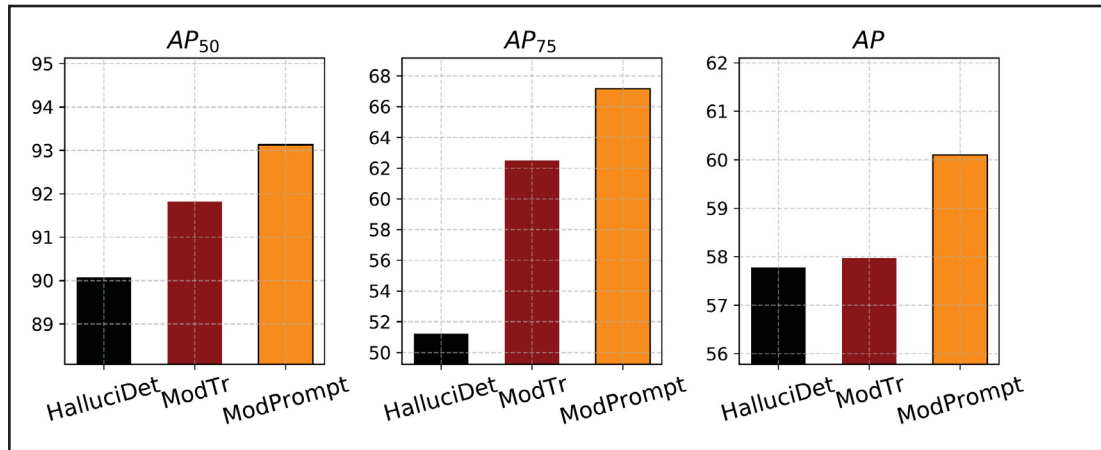 AP50
95
94
93
92
91
90
89
HalluciDet
ModTr
ModPrompt
AP75
68
66
64
62
60
58
56
54
52
50
HalluciDet
ModTr
ModPrompt
AP
62
61
60
59
58
57
56
HalluciDet
ModTr
ModPrompt